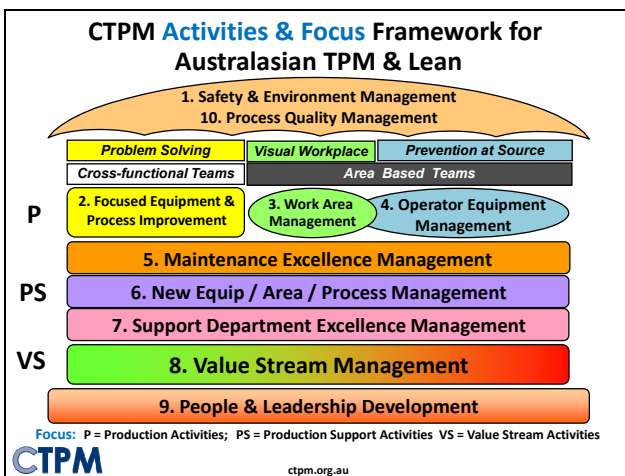 CTPM Activities & Focus Framework for
Australasian TPM & Lean
1. Safety & Environment Management
10. Process Quality Management
Problem Solving
Visual Workplace
Prevention at Source
Cross-functional Teams
Area Based Teams
P
2. Focused Equipment &
Process Improvement
3. Work Area
Management
4. Operator Equipment
Management
5. Maintenance Excellence Management
PS
6. New Equip / Area / Process Management
7. Support Department Excellence Management
VS
8. Value Stream Management
9. People & Leadership Development
Focus: P = Production Activities; PS = Production Support Activities VS = Value Stream Activities
CTPM
ctpm.org.au